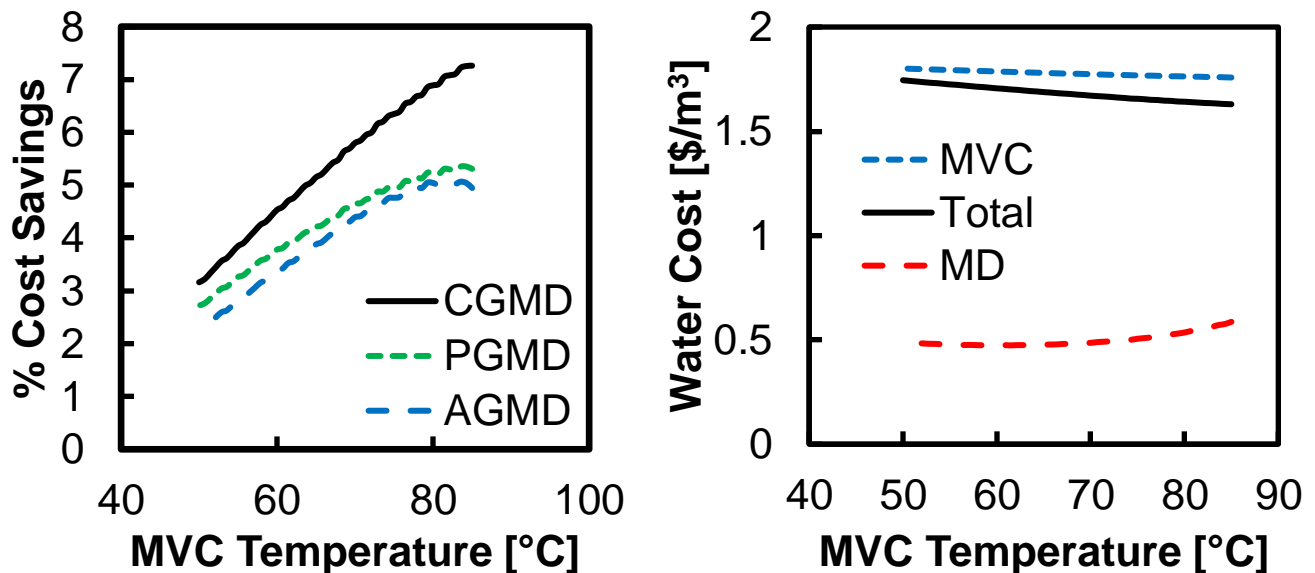 % Cost Savings
8
7
6
5
4
3
2
1
0
CGMD
PGMD
AGMD
40 60 80 100
MVC Temperature [°C]
Water Cost [$/m³]
2
1.5
1
0.5
0
MVC
Total
MD
40 50 60 70 80 90
MVC Temperature [°C]